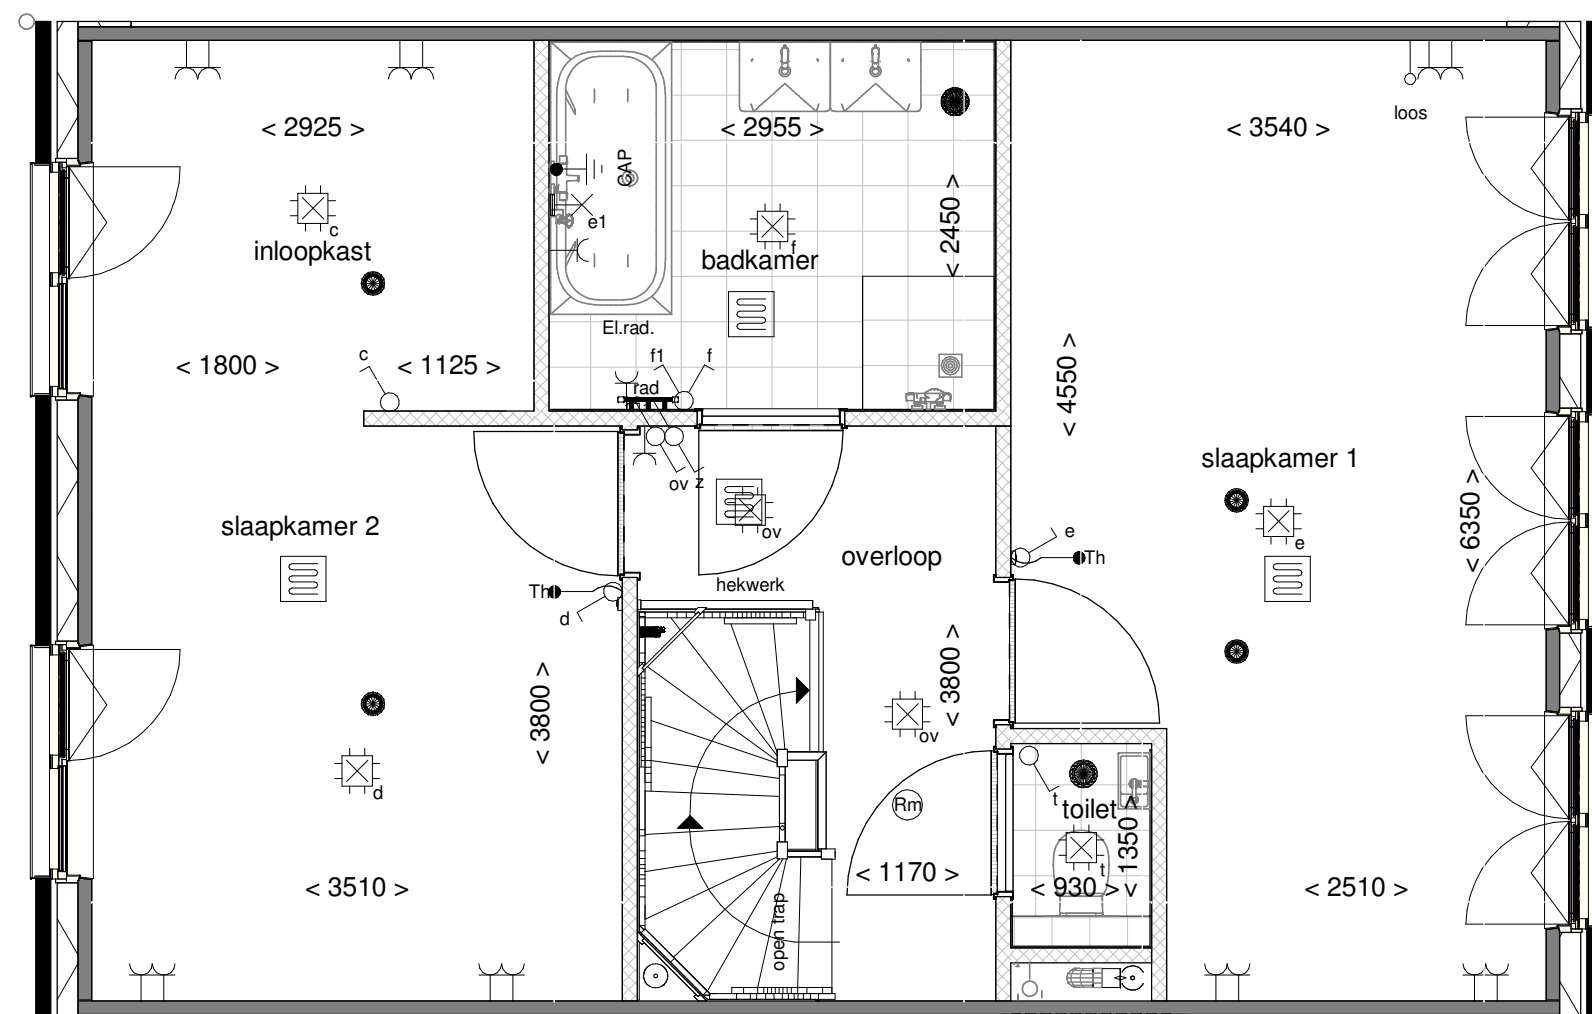 loos
< 2925 >
< 2955 >
< 3540 >
CAP
e1
c
inloopkast
f
badkamer
< 2450 >
El.rad.
c
f1
f
rad
< 1800 >
< 1125 >
< 4550 >
slaapkamer 1
ov
z
ov
e
slaapkamer 2
overloop
e
Th
< 6350 >
hekwerk
Th
d
< 3800 >
< 3800 >
ov
d
Rm
t
toilet
< 1350 >
t
< 3510 >
< 1170 >
< 930 >
< 2510 >
open trap